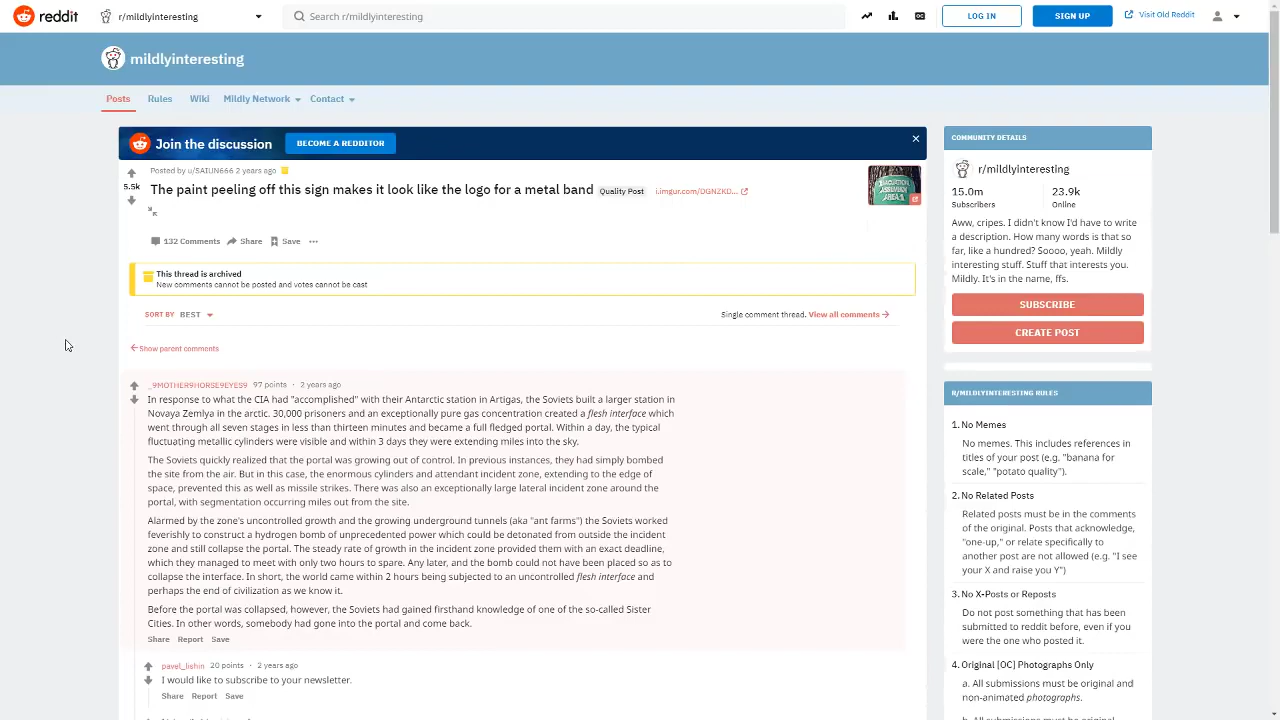 reddit r/mildlyinteresting Search r/mildlyinteresting LOG IN SIGN UP Visit Old Reddit
mildlyinteresting
Posts Rules Wiki Mildly Network Contact
Join the discussion BECOME A REDDITOR
Posted by u/SAIUN666 2 years ago
5.5k
The paint peeling off this sign makes it look like the logo for a metal band Quality Post i.imgur.com/DGNZKD...
EVACUATION
ASSEMBLY
AREA
132 Comments Share Save ...
This thread is archived
New comments cannot be posted and votes cannot be cast
SORT BY BEST Single comment thread. View all comments
Show parent comments
_9MOTHER9HORSE9EYES9 97 points · 2 years ago
In response to what the CIA had "accomplished" with their Antarctic station in Artigas, the Soviets built a larger station in
Novaya Zemlya in the arctic. 30,000 prisoners and an exceptionally pure gas concentration created a flesh interface which
went through all seven stages in less than thirteen minutes and became a full fledged portal. Within a day, the typical
fluctuating metallic cylinders were visible and within 3 days they were extending miles into the sky.
The Soviets quickly realized that the portal was growing out of control. In previous instances, they had simply bombed
the site from the air. But in this case, the enormous cylinders and attendant incident zone, extending to the edge of
space, prevented this as well as missile strikes. There was also an exceptionally large lateral incident zone around the
portal, with segmentation occurring miles out from the site.
Alarmed by the zone's uncontrolled growth and the growing underground tunnels (aka "ant farms") the Soviets worked
feverishly to construct a hydrogen bomb of unprecedented power which could be detonated from outside the incident
zone and still collapse the portal. The steady rate of growth in the incident zone provided them with an exact deadline,
which they managed to meet with only two hours to spare. Any later, and the bomb could not have been placed so as to
collapse the interface. In short, the world came within 2 hours being subjected to an uncontrolled flesh interface and
perhaps the end of civilization as we know it.
Before the portal was collapsed, however, the Soviets had gained firsthand knowledge of one of the so-called Sister
Cities. In other words, somebody had gone into the portal and come back.
Share Report Save
pavel_lishin 20 points · 2 years ago
I would like to subscribe to your newsletter.
Share Report Save
COMMUNITY DETAILS
r/mildlyinteresting
15.0m 23.9k
Subscribers Online
Aww, cripes. I didn't know I'd have to write
a description. How many words is that so
far, like a hundred? Soooo, yeah. Mildly
interesting stuff. Stuff that interests you.
Mildly. It's in the name, ffs.
SUBSCRIBE
CREATE POST
R/MILDLYINTERESTING RULES
1. No Memes
No memes. This includes references in
titles of your post (e.g. "banana for
scale," "potato quality").
2. No Related Posts
Related posts must be in the comments
of the original. Posts that acknowledge,
"one-up," or relate specifically to
another post are not allowed (e.g. "I see
your X and raise you Y")
3. No X-Posts or Reposts
Do not post something that has been
submitted to reddit before, even if you
were the one who posted it.
4. Original [OC] Photographs Only
a. All submissions must be original and
non-animated photographs.